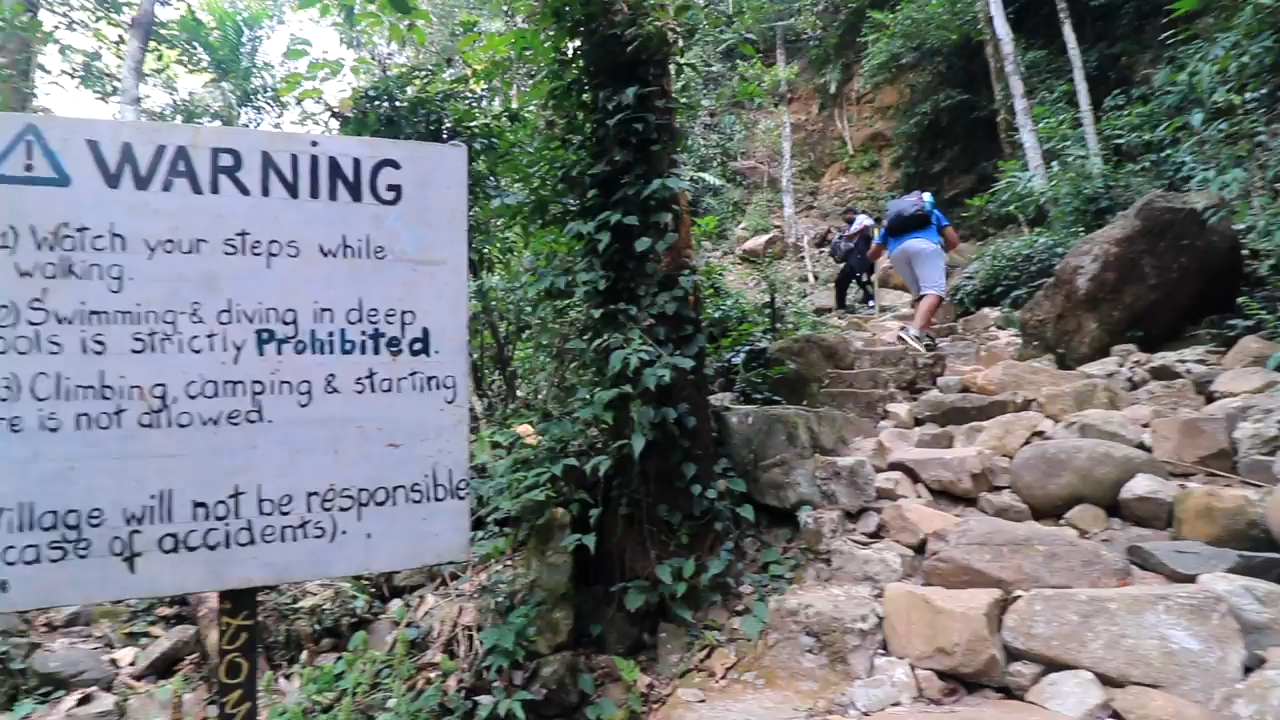 WARNING
1) Watch your steps while
walking.
2) Swimming & diving in deep
ools is strictly Prohibited.
3) Climbing, camping & starting
re is not allowed.
illage will not be responsible
case of accidents).